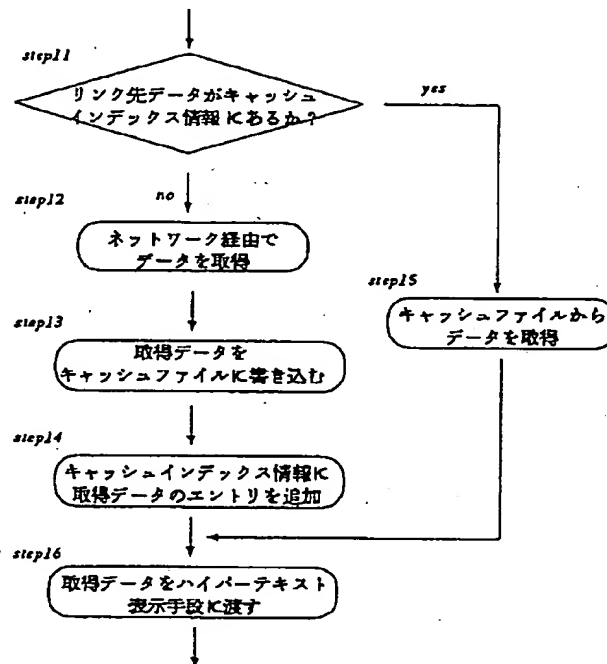 step11
リンク先データがキャッシュ
インデックス情報にあるか？
yes
no
step12
ネットワーク経由で
データを取得
step15
キャッシュファイルから
データを取得
step13
取得データを
キャッシュファイルに書き込む
step14
キャッシュインデックス情報に
取得データのエントリを追加
step16
取得データをハイパーテキスト
表示手段に渡す